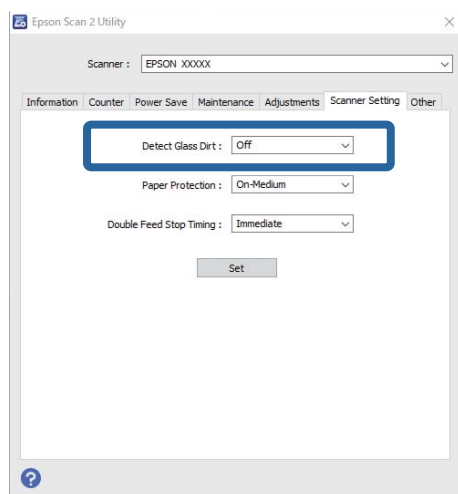 Epson Scan 2 Utility
Scanner : EPSON XXXXX
Information Counter Power Save Maintenance Adjustments Scanner Setting Other
Detect Glass Dirt : Off
Paper Protection : On-Medium
Double Feed Stop Timing : Immediate
Set
?